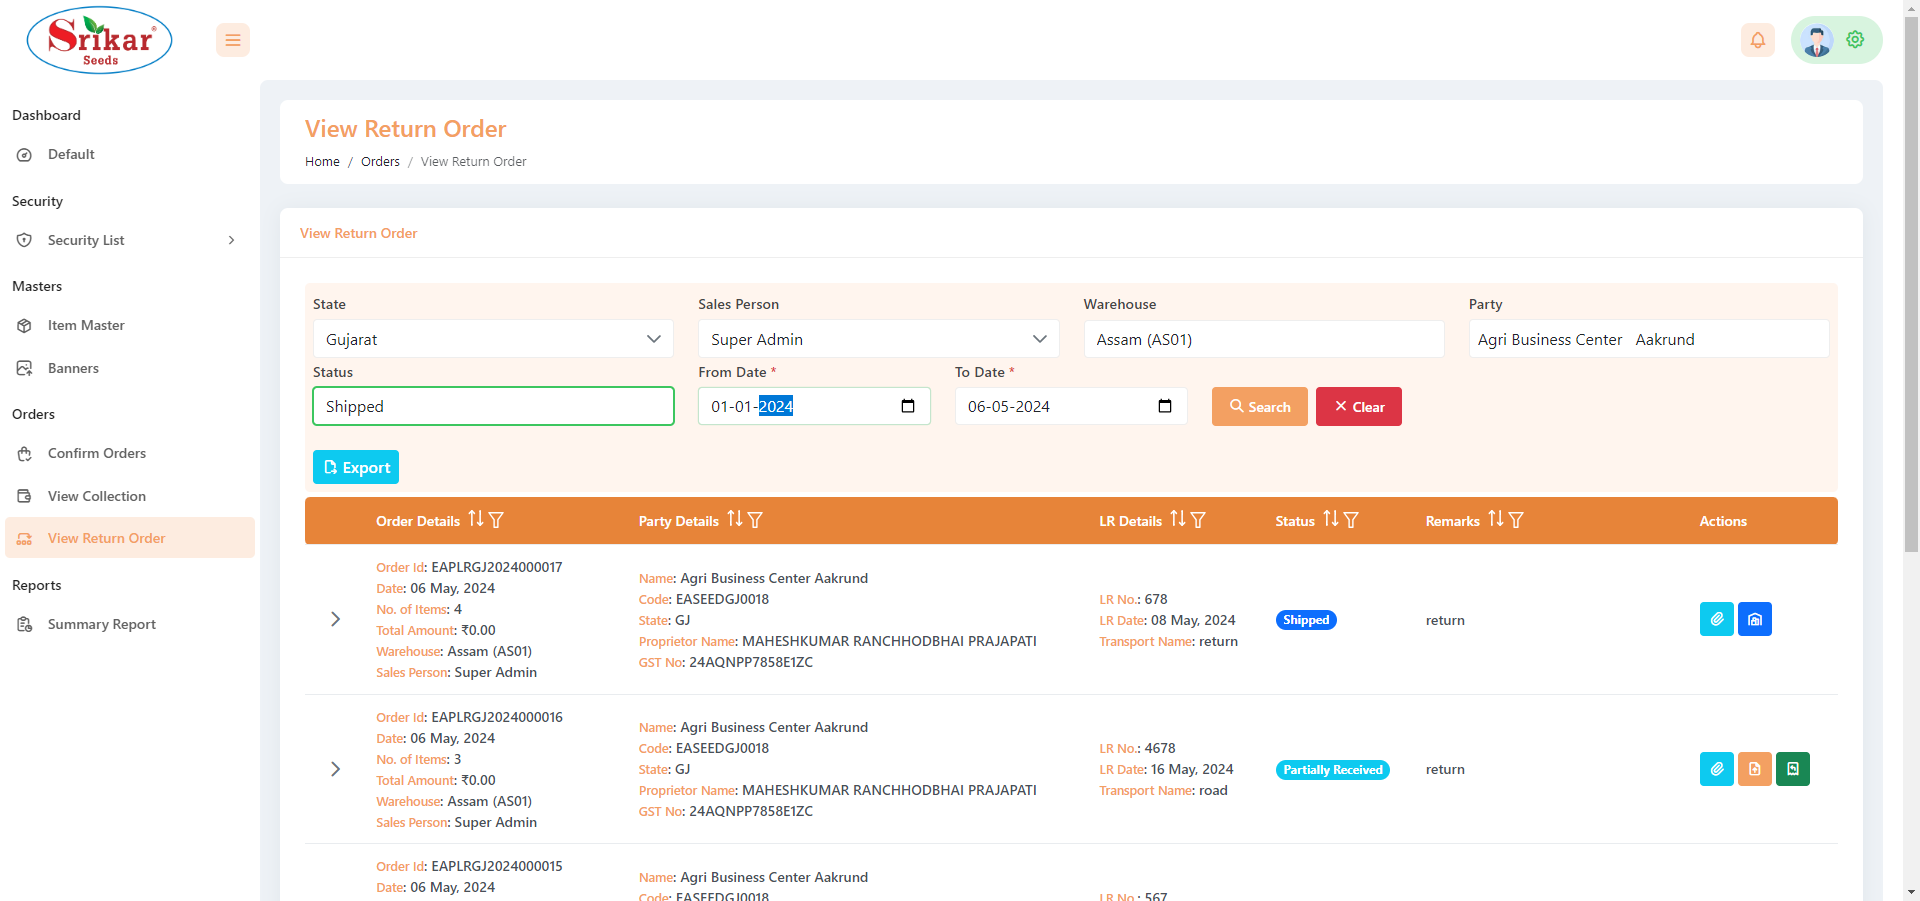 Srikar®
Seeds
Dashboard
Default
Security
Security List
Masters
Item Master
Banners
Orders
Confirm Orders
View Collection
View Return Order
Reports
Summary Report
View Return Order
Home / Orders / View Return Order
View Return Order
State
Sales Person
Warehouse
Party
Gujarat
Super Admin
Assam (AS01)
Agri Business Center Aakrund
Status
From Date *
To Date *
Shipped
01-01-2024
06-05-2024
Search
Clear
Export
Order Details
Party Details
LR Details
Status
Remarks
Actions
Order Id: EAPLRGJ2024000017
Date: 06 May, 2024
No. of Items: 4
Total Amount: ₹0.00
Warehouse: Assam (AS01)
Sales Person: Super Admin
Name: Agri Business Center Aakrund
Code: EASEEDGJ0018
State: GJ
Proprietor Name: MAHESHKUMAR RANCHHODBHAI PRAJAPATI
GST No: 24AQNPP7858E1ZC
LR No.: 678
LR Date: 08 May, 2024
Transport Name: return
Shipped
return
Order Id: EAPLRGJ2024000016
Date: 06 May, 2024
No. of Items: 3
Total Amount: ₹0.00
Warehouse: Assam (AS01)
Sales Person: Super Admin
Name: Agri Business Center Aakrund
Code: EASEEDGJ0018
State: GJ
Proprietor Name: MAHESHKUMAR RANCHHODBHAI PRAJAPATI
GST No: 24AQNPP7858E1ZC
LR No.: 4678
LR Date: 16 May, 2024
Transport Name: road
Partially Received
return
Order Id: EAPLRGJ2024000015
Date: 06 May, 2024
Name: Agri Business Center Aakrund
Code: EASEEDGJ0018
LR No.: 567